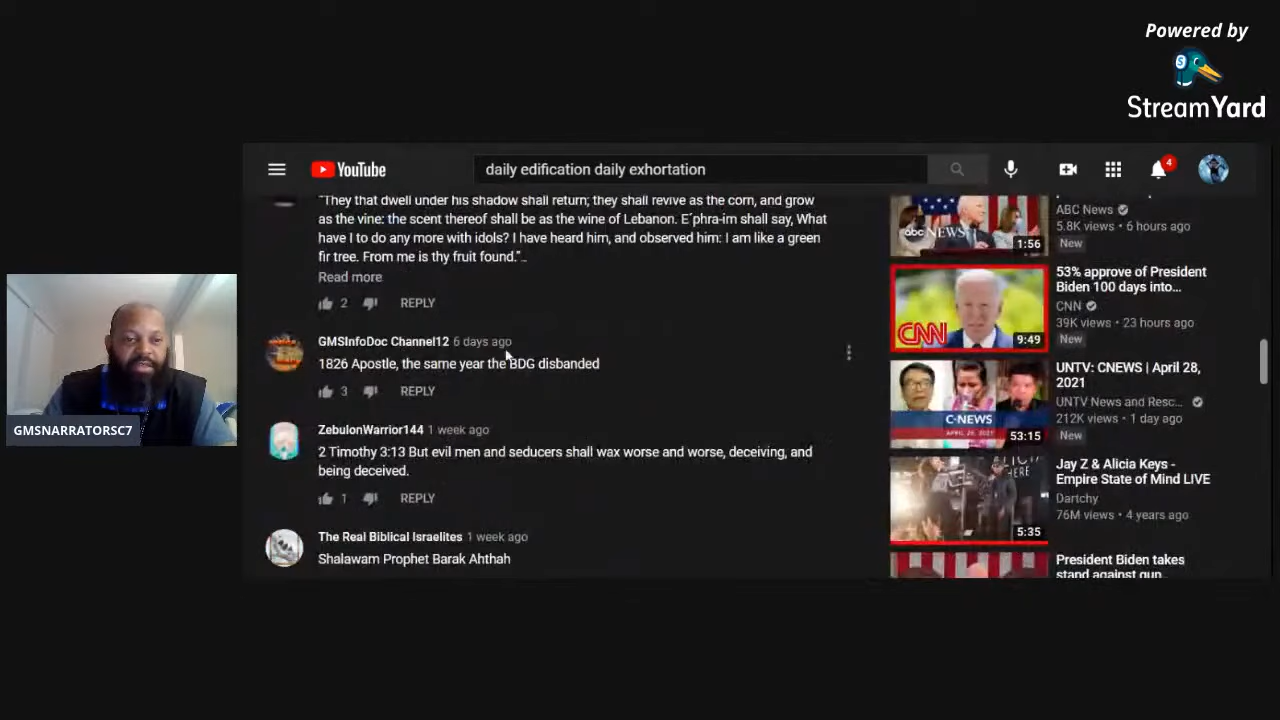 Powered by
StreamYard
YouTube
daily edification daily exhortation
4
"They that dwell under his shadow shall return; they shall revive as the corn, and grow
as the vine: the scent thereof shall be as the wine of Lebanon. E'phra-im shall say, What
have I to do any more with idols? I have heard him, and observed him: I am like a green
fir tree. From me is thy fruit found."..
Read more
2 REPLY
GMSInfoDoc Channel12 6 days ago
1826 Apostle, the same year the BDG disbanded
3 REPLY
ZebulonWarrior144 1 week ago
2 Timothy 3:13 But evil men and seducers shall wax worse and worse, deceiving, and
being deceived.
1 REPLY
The Real Biblical Israelites 1 week ago
Shalawam Prophet Barak Ahthah
abc NEWS
1:56
ABC News
5.8K views • 6 hours ago
New
CNN
9:49
53% approve of President
Biden 100 days into...
CNN
39K views • 23 hours ago
New
C-NEWS
53:15
UNTV: CNEWS | April 28,
2021
UNTV News and Resc...
212K views • 1 day ago
New
HERE
5:35
Jay Z & Alicia Keys -
Empire State of Mind LIVE
Dartchy
76M views • 4 years ago
President Biden takes
stand against gun
GMSNARRATORSC7